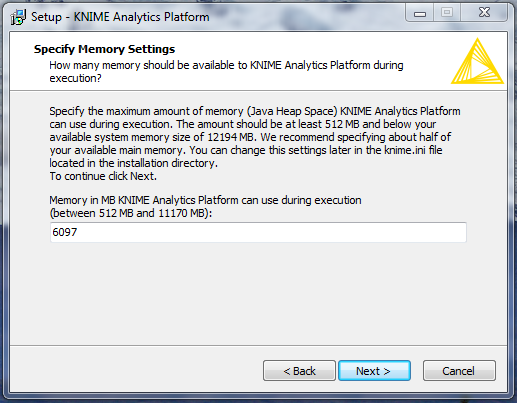 Setup - KNIME Analytics Platform
Specify Memory Settings
How many memory should be available to KNIME Analytics Platform during
execution?
Specify the maximum amount of memory (Java Heap Space) KNIME Analytics Platform
can use during execution. The amount should be at least 512 MB and below your
available system memory size of 12194 MB. We recommend specifying about half of
your available main memory. You can change this settings later in the knime.ini file
located in the installation directory.
To continue click Next.
Memory in MB KNIME Analytics Platform can use during execution
(between 512 MB and 11170 MB):
6097
< Back Next > Cancel